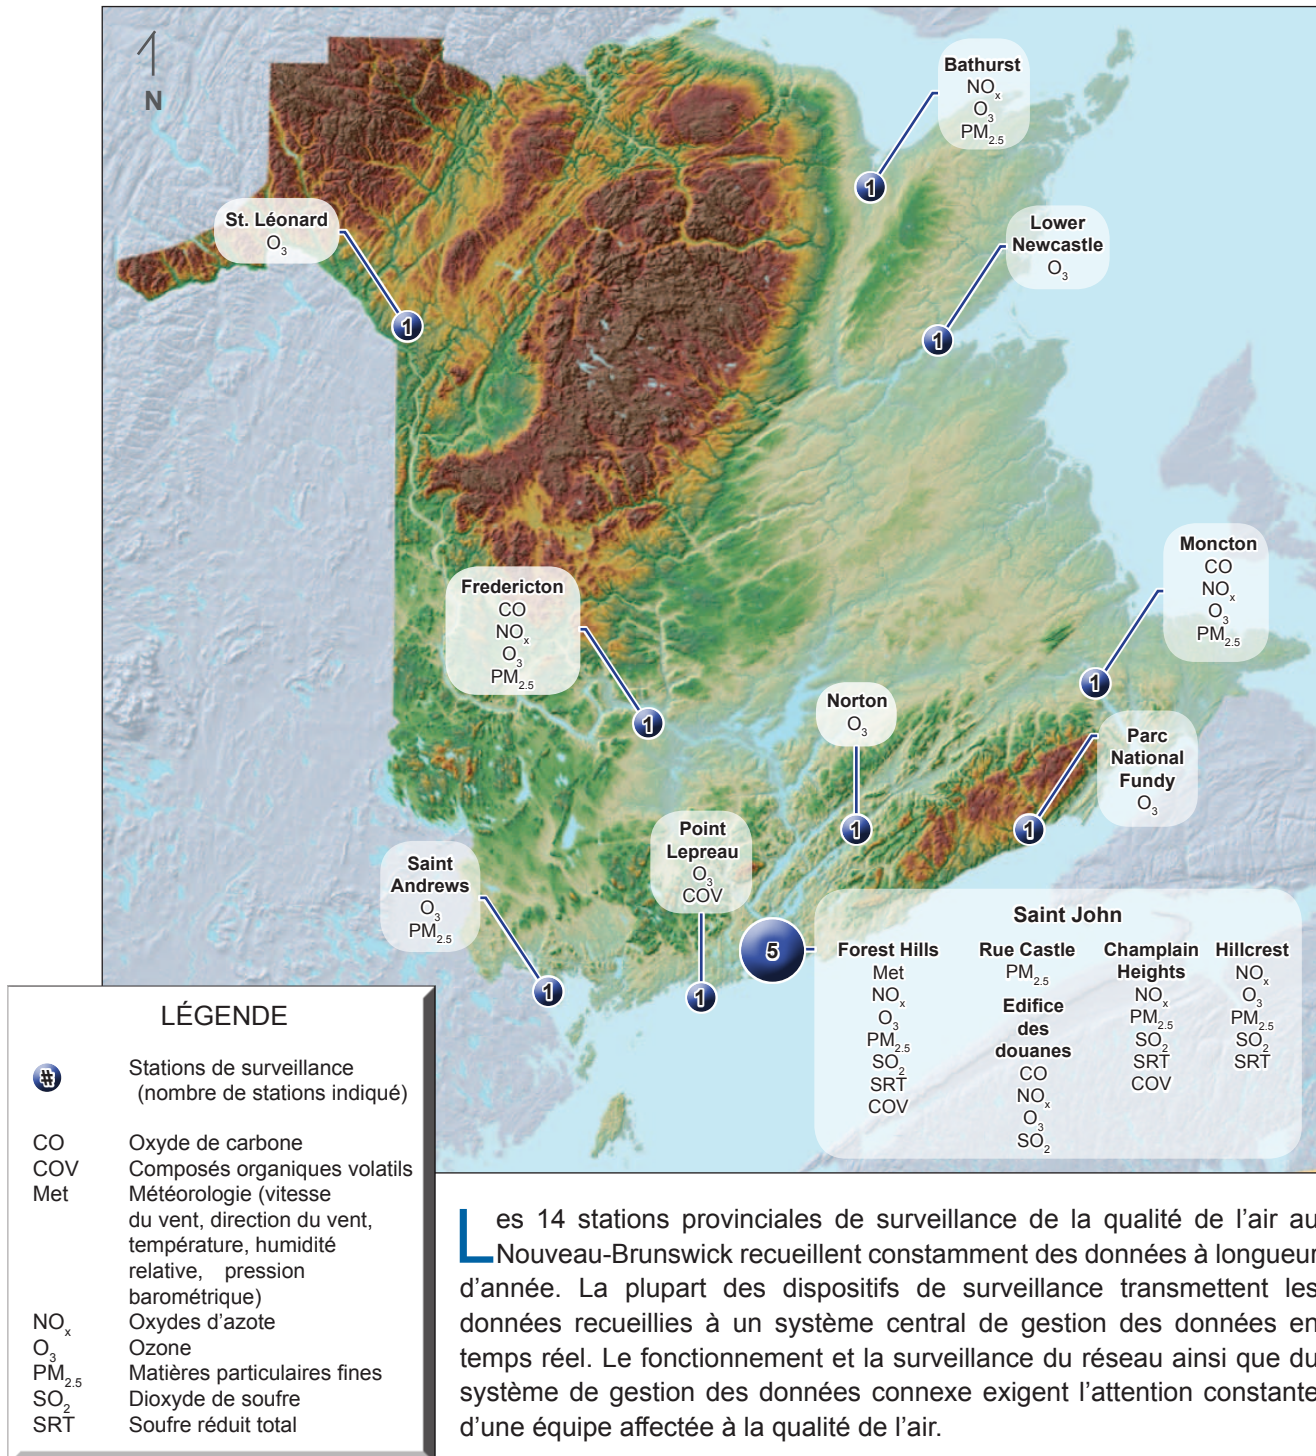 N
Bathurst
NOx
O3
PM2.5
1
St. Léonard
O3
1
Lower
Newcastle
O3
1
Moncton
CO
NOx
O3
PM2.5
1
Fredericton
CO
NOx
O3
PM2.5
1
Norton
O3
1
Parc
National
Fundy
O3
1
Point
Lepreau
O3
COV
1
Saint
Andrews
O3
PM2.5
1
5
Saint John
Forest Hills
Met
NOx
O3
PM2.5
SO2
SRT
COV
Rue Castle
PM2.5
Edifice
des
douanes
CO
NOx
O3
SO2
Champlain
Heights
NOx
PM2.5
SO2
SRT
COV
Hillcrest
NOx
O3
PM2.5
SO2
SRT
LÉGENDE
# Stations de surveillance
(nombre de stations indiqué)
CO Oxyde de carbone
COV Composés organiques volatils
Met Météorologie (vitesse
du vent, direction du vent,
température, humidité
relative, pression
barométrique)
NOx Oxydes d'azote
O3 Ozone
PM2.5 Matières particulaires fines
SO2 Dioxyde de soufre
SRT Soufre réduit total
Les 14 stations provinciales de surveillance de la qualité de l'air au
Nouveau-Brunswick recueillent constamment des données à longueur
d'année. La plupart des dispositifs de surveillance transmettent les
données recueillies à un système central de gestion des données en
temps réel. Le fonctionnement et la surveillance du réseau ainsi que du
système de gestion des données connexe exigent l'attention constante
d'une équipe affectée à la qualité de l'air.